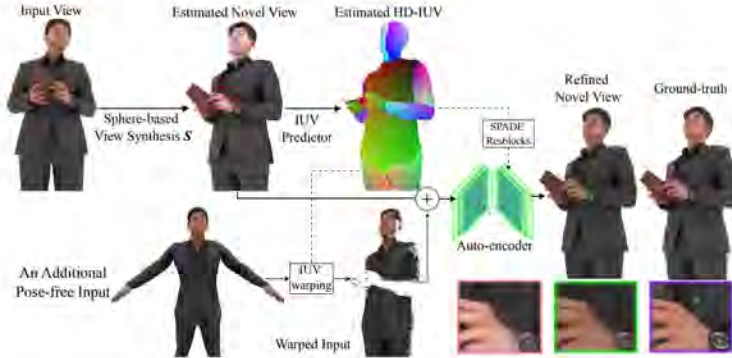 Input View
Estimated Novel View
Estimated HD-IUV
Sphere-based
View Synthesis S
IUV
Predictor
SPADE
Resblocks
Refined
Novel View
Ground-truth
Auto-encoder
An Additional
Pose-free Input
IUV
warping
Warped Input